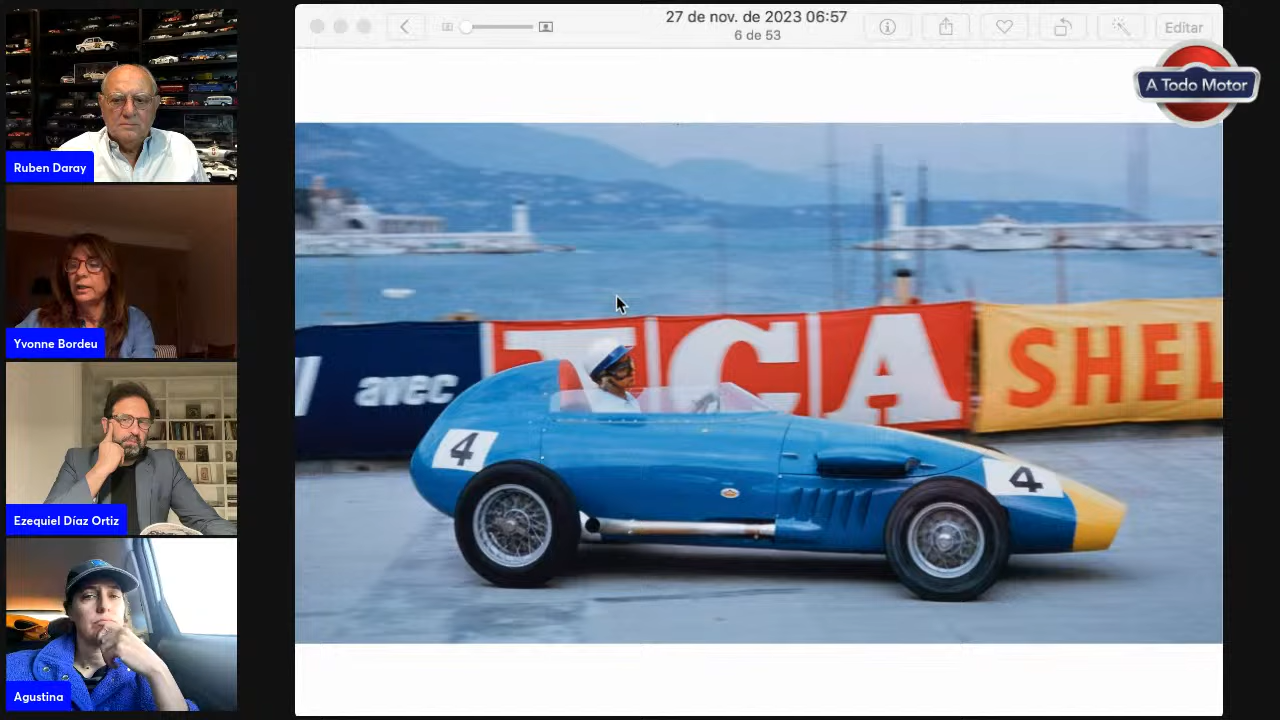 Ruben Daray
Yvonne Bordeu
Ezequiel Díaz Ortiz
Agustina
27 de nov. de 2023 06:57
6 de 53
Editar
A Todo Motor
avec
CA
SHEL
4
4